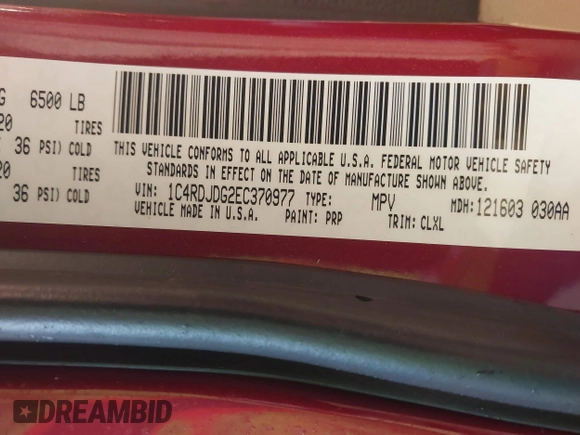 G 6500 LB
20 TIRES
36 PSI) COLD
20 TIRES
36 PSI) COLD
THIS VEHICLE CONFORMS TO ALL APPLICABLE U.S.A. FEDERAL MOTOR VEHICLE SAFETY
STANDARDS IN EFFECT ON THE DATE OF MANUFACTURE SHOWN ABOVE.
VIN: 1C4RDJDG2EC370977 TYPE: MPV MDH:121603 030AA
VEHICLE MADE IN U.S.A. PAINT: PRP TRIM: CLXL
DREAMBID